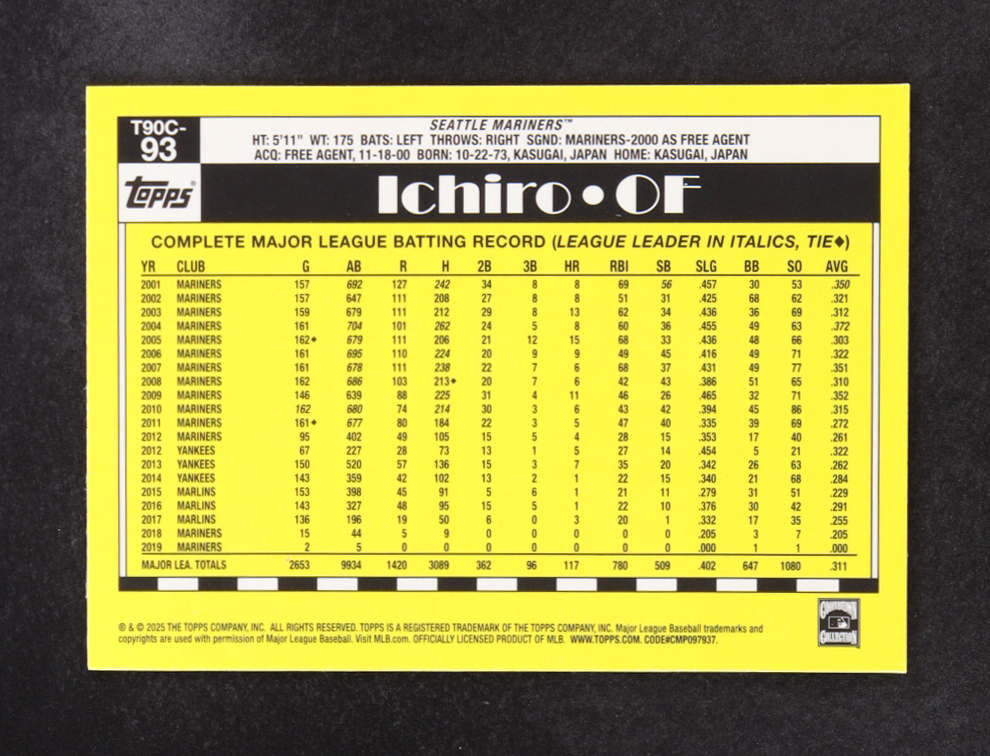 T90C-
93
SEATTLE MARINERS™
HT: 5'11" WT: 175 BATS: LEFT THROWS: RIGHT SGND: MARINERS-2000 AS FREE AGENT
ACQ: FREE AGENT, 11-18-00 BORN: 10-22-73, KASUGAI, JAPAN HOME: KASUGAI, JAPAN
topps®
Ichiro • OF
COMPLETE MAJOR LEAGUE BATTING RECORD (LEAGUE LEADER IN ITALICS, TIE◆)
YR CLUB G AB R H 2B 3B HR RBI SB SLG BB SO AVG
2001 MARINERS 157 692 127 242 34 8 8 69 56 .457 30 53 .350
2002 MARINERS 157 647 111 208 27 8 8 51 31 .425 68 62 .321
2003 MARINERS 159 679 111 212 29 8 13 62 34 .436 36 69 .312
2004 MARINERS 161 704 101 262 24 5 8 60 36 .455 49 63 .372
2005 MARINERS 162◆ 679 111 206 21 12 15 68 33 .436 48 66 .303
2006 MARINERS 161 695 110 224 20 9 9 49 45 .416 49 71 .322
2007 MARINERS 161 678 111 238 22 7 6 68 37 .431 49 77 .351
2008 MARINERS 162 686 103 213◆ 20 7 6 42 43 .386 51 65 .310
2009 MARINERS 146 639 88 225 31 4 11 46 26 .465 32 71 .352
2010 MARINERS 162 680 74 214 30 3 6 43 42 .394 45 86 .315
2011 MARINERS 161◆ 677 80 184 22 3 5 47 40 .335 39 69 .272
2012 MARINERS 95 402 49 105 15 5 4 28 15 .353 17 40 .261
2012 YANKEES 67 227 28 73 13 1 5 27 14 .454 5 21 .322
2013 YANKEES 150 520 57 136 15 3 7 35 20 .342 26 63 .262
2014 YANKEES 143 359 42 102 13 2 1 22 15 .340 21 68 .284
2015 MARLINS 153 398 45 91 5 6 1 21 11 .279 31 51 .229
2016 MARLINS 143 327 48 95 15 5 1 22 10 .376 30 42 .291
2017 MARLINS 136 196 19 50 6 0 3 20 1 .332 17 35 .255
2018 MARINERS 15 44 5 9 0 0 0 0 0 .205 3 7 .205
2019 MARINERS 2 5 0 0 0 0 0 0 0 .000 1 1 .000
MAJOR LEA. TOTALS 2653 9934 1420 3089 362 96 117 780 509 .402 647 1080 .311
® & © 2025 THE TOPPS COMPANY, INC. ALL RIGHTS RESERVED. TOPPS IS A REGISTERED TRADEMARK OF THE TOPPS COMPANY, INC. Major League Baseball trademarks and
copyrights are used with permission of Major League Baseball. Visit MLB.com. OFFICIALLY LICENSED PRODUCT OF MLB. WWW.TOPPS.COM. CODE#CMP097937.
COOPERSTOWN
COLLECTION